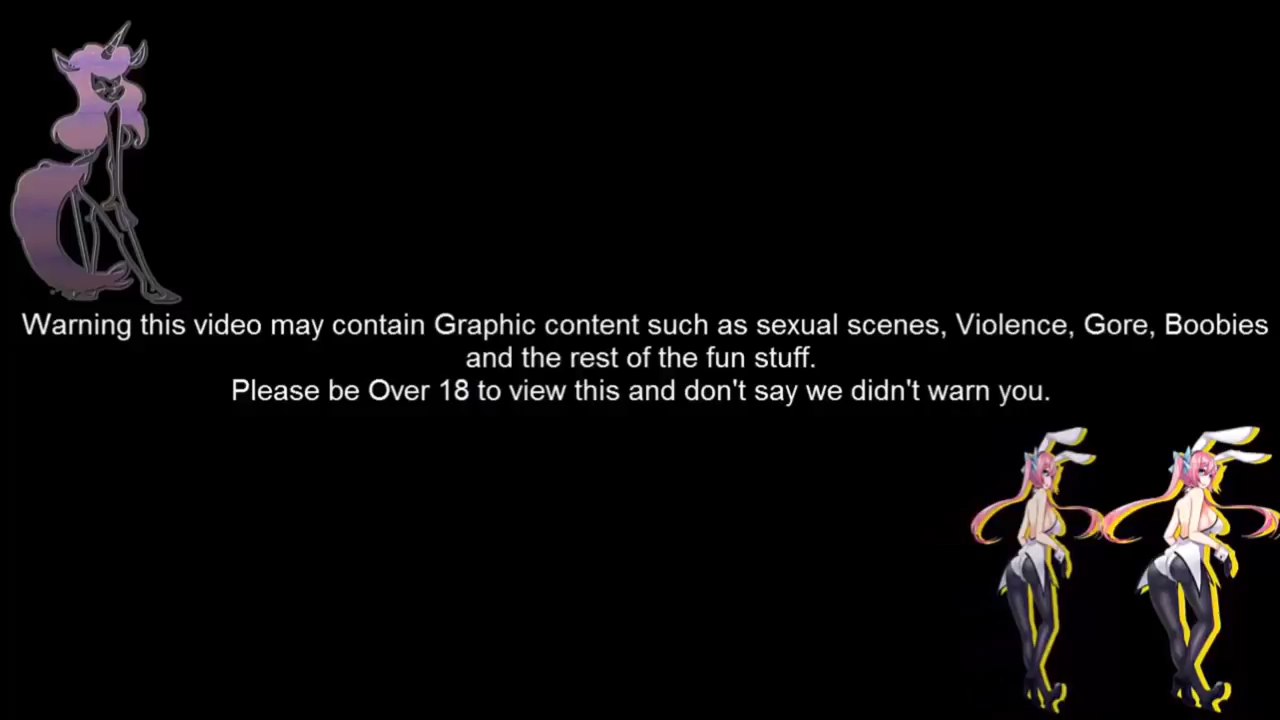 Warning this video may contain Graphic content such as sexual scenes, Violence, Gore, Boobies
and the rest of the fun stuff.
Please be Over 18 to view this and don't say we didn't warn you.